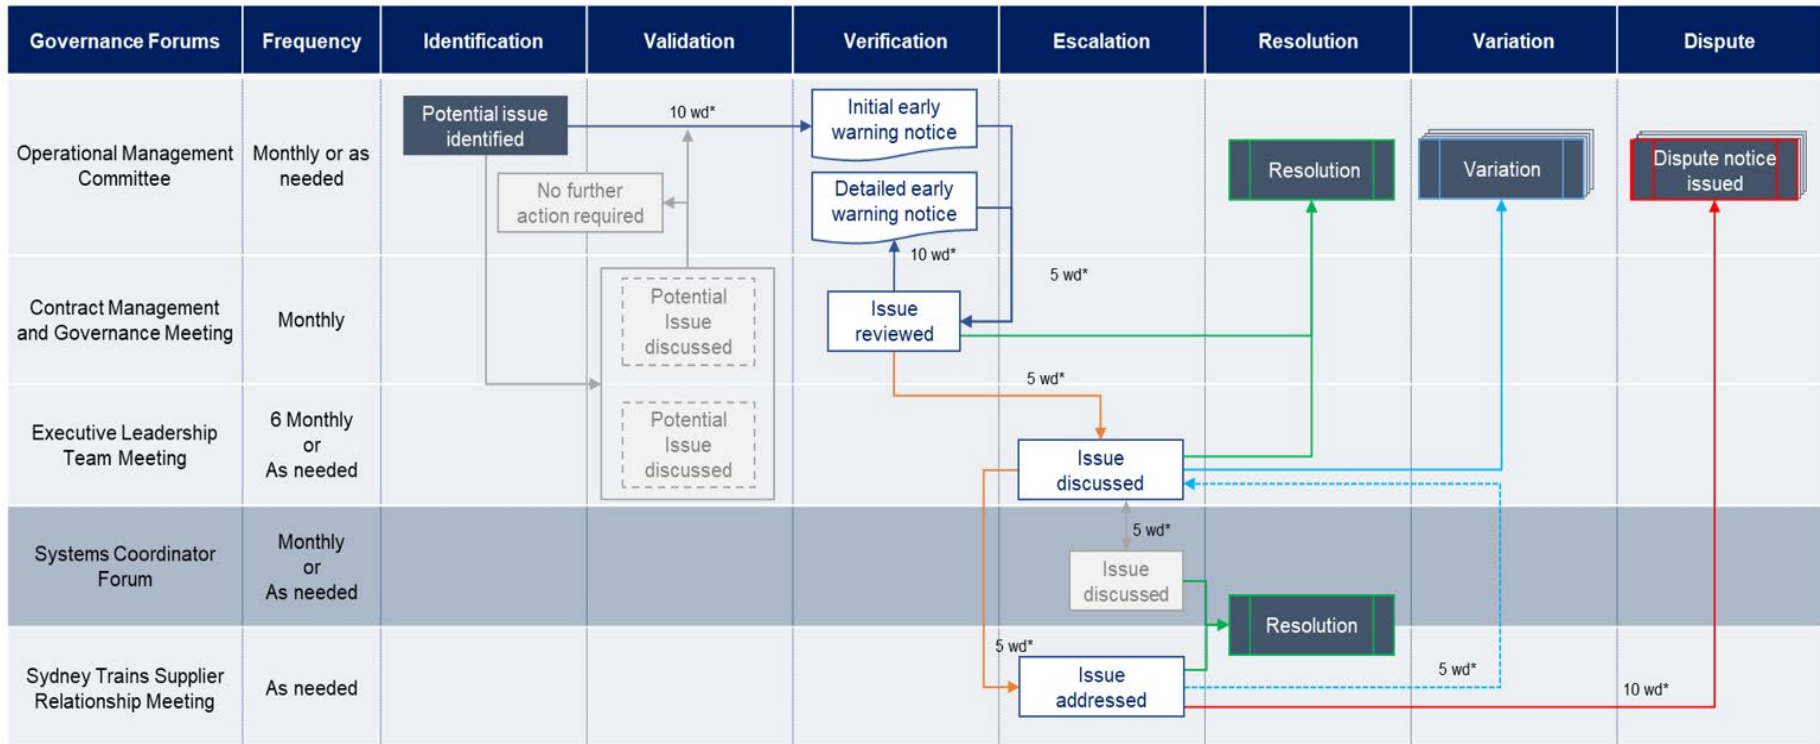 Governance Forums
Frequency
Identification
Validation
Verification
Escalation
Resolution
Variation
Dispute
Operational Management
Committee
Monthly or as
needed
Potential issue
identified
10 wd*
Initial early
warning notice
No further
action required
Detailed early
warning notice
10 wd*
5 wd*
Resolution
Variation
Dispute notice
issued
Contract Management
and Governance Meeting
Monthly
Potential
Issue
discussed
Issue
reviewed
5 wd*
Executive Leadership
Team Meeting
6 Monthly
or
As needed
Potential
Issue
discussed
Issue
discussed
Systems Coordinator
Forum
Monthly
or
As needed
5 wd*
Issue
discussed
Resolution
Sydney Trains Supplier
Relationship Meeting
As needed
5 wd*
Issue
addressed
5 wd*
10 wd*